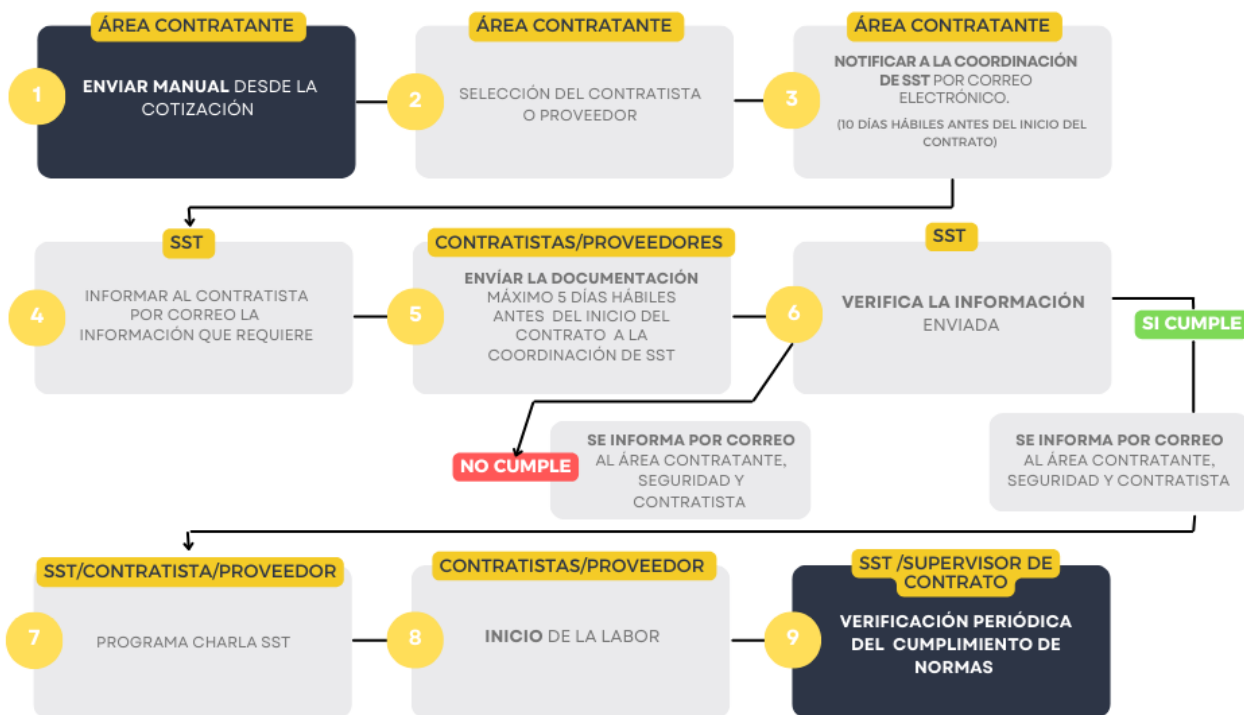 ÁREA CONTRATANTE
1
ENVIAR MANUAL DESDE LA
COTIZACIÓN
ÁREA CONTRATANTE
2
SELECCIÓN DEL CONTRATISTA
O PROVEEDOR
ÁREA CONTRATANTE
3
NOTIFICAR A LA COORDINACIÓN
DE SST POR CORREO
ELECTRÓNICO.
(10 DÍAS HÁBILES ANTES DEL INICIO DEL
CONTRATO)
SST
4
INFORMAR AL CONTRATISTA
POR CORREO LA
INFORMACIÓN QUE REQUIERE
CONTRATISTAS/PROVEEDORES
5
ENVÍAR LA DOCUMENTACIÓN
MÁXIMO 5 DÍAS HÁBILES
ANTES DEL INICIO DEL
CONTRATO A LA
COORDINACIÓN DE SST
SST
6
VERIFICA LA INFORMACIÓN
ENVIADA
SI CUMPLE
NO CUMPLE
SE INFORMA POR CORREO
AL ÁREA CONTRATANTE,
SEGURIDAD Y
CONTRATISTA
SE INFORMA POR CORREO
AL ÁREA CONTRATANTE,
SEGURIDAD Y CONTRATISTA
SST/CONTRATISTA/PROVEEDOR
7
PROGRAMA CHARLA SST
CONTRATISTAS/PROVEEDOR
8
INICIO DE LA LABOR
SST /SUPERVISOR DE
CONTRATO
9
VERIFICACIÓN PERIÓDICA
DEL CUMPLIMIENTO DE
NORMAS